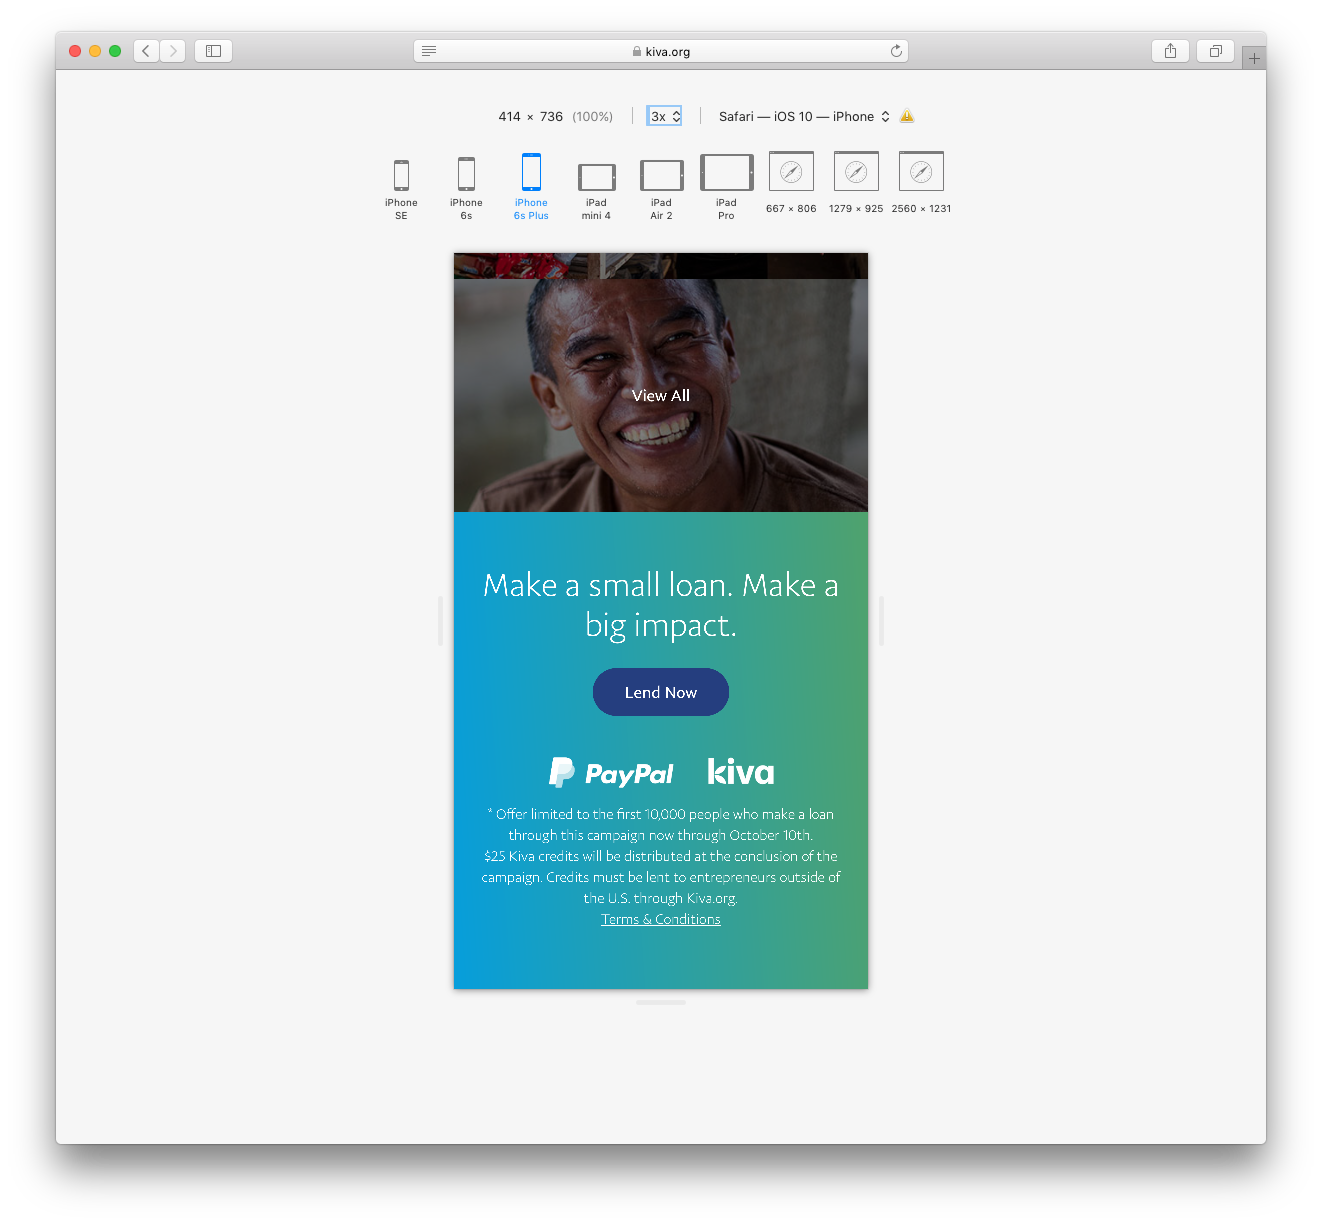 kiva.org
414 × 736 (100%) 3x Safari — iOS 10 — iPhone
iPhone SE
iPhone 6s
iPhone 6s Plus
iPad mini 4
iPad Air 2
iPad Pro
667 × 806
1279 × 925
2560 × 1231
View All
Make a small loan. Make a
big impact.
Lend Now
PayPal kiva
* Offer limited to the first 10,000 people who make a loan
through this campaign now through October 10th.
$25 Kiva credits will be distributed at the conclusion of the
campaign. Credits must be lent to entrepreneurs outside of
the U.S. through Kiva.org.
Terms & Conditions